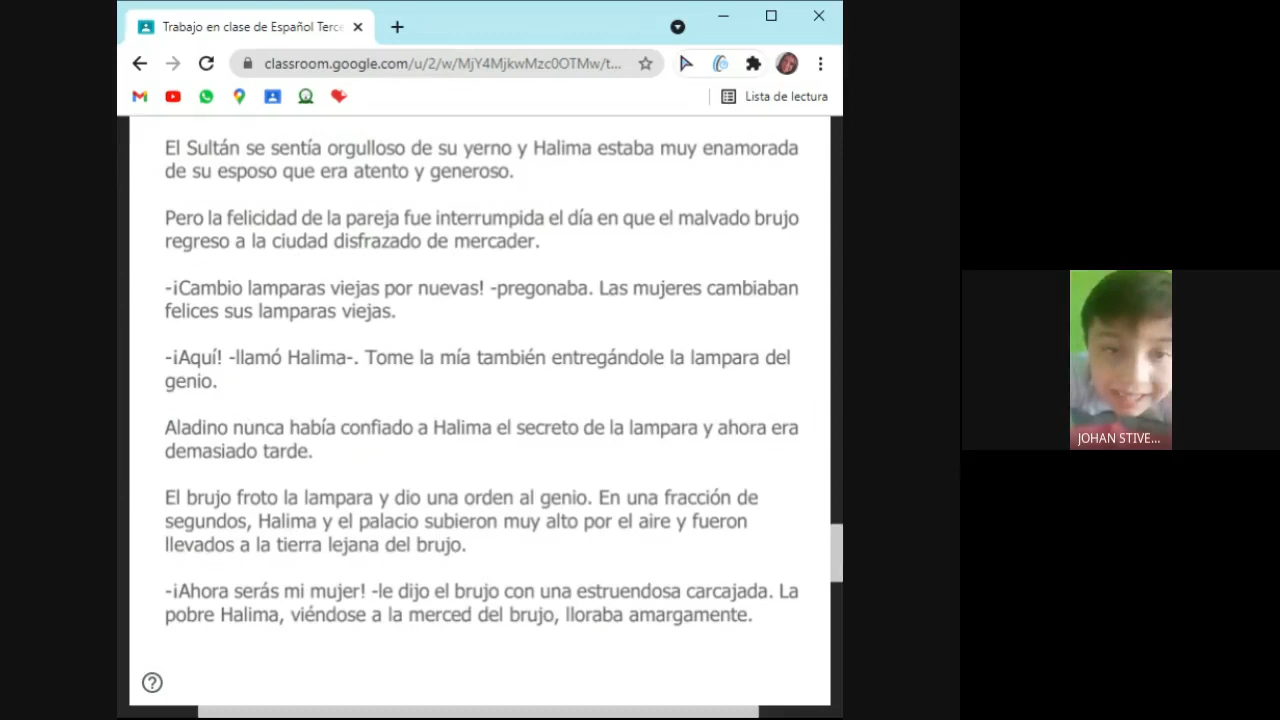 Trabajo en clase de Español Terce
classroom.google.com/u/2/w/MjY4MjkwMzc0OTMw/t...
Lista de lectura
El Sultán se sentía orgulloso de su yerno y Halima estaba muy enamorada
de su esposo que era atento y generoso.
Pero la felicidad de la pareja fue interrumpida el día en que el malvado brujo
regreso a la ciudad disfrazado de mercader.
-¡Cambio lamparas viejas por nuevas! -pregonaba. Las mujeres cambiaban
felices sus lamparas viejas.
-¡Aquí! -llamó Halima-. Tome la mía también entregándole la lampara del
genio.
Aladino nunca había confiado a Halima el secreto de la lampara y ahora era
demasiado tarde.
El brujo froto la lampara y dio una orden al genio. En una fracción de
segundos, Halima y el palacio subieron muy alto por el aire y fueron
llevados a la tierra lejana del brujo.
-¡Ahora serás mi mujer! -le dijo el brujo con una estruendosa carcajada. La
pobre Halima, viéndose a la merced del brujo, lloraba amargamente.
JOHAN STIVE...